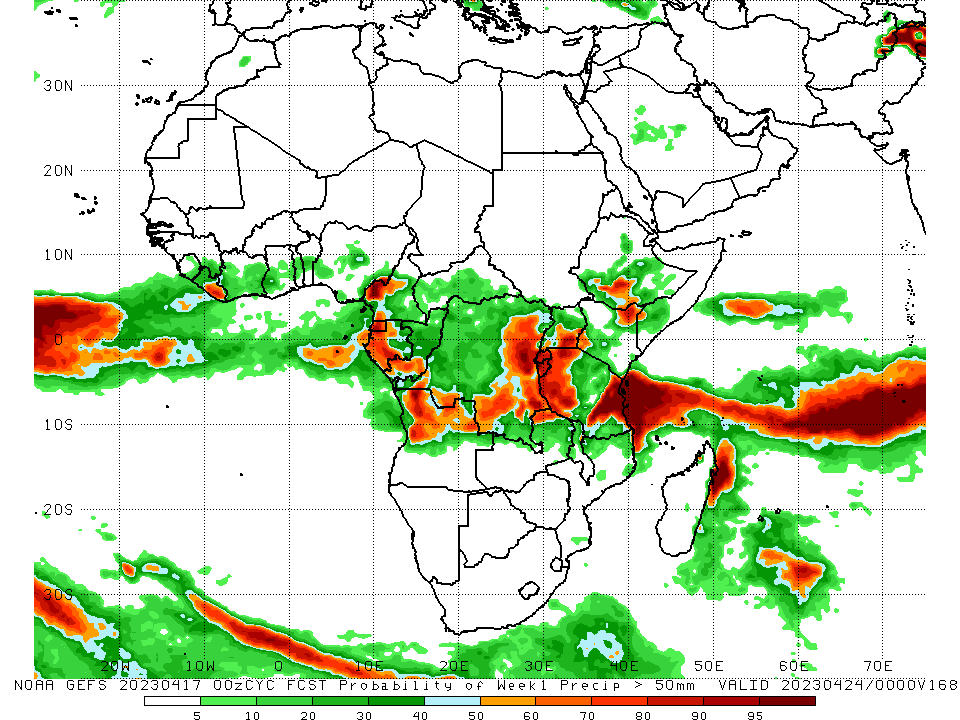 30N
20N
10N
0
10S
20S
30S
20W 10W 0 10E 20E 30E 40E 50E 60E 70E
NOAA GEFS 20230417 00zCYC FCST Probability of Week1 Precip > 50mm VALID 20230424/0000V168
5 10 20 30 40 50 60 70 80 90 95